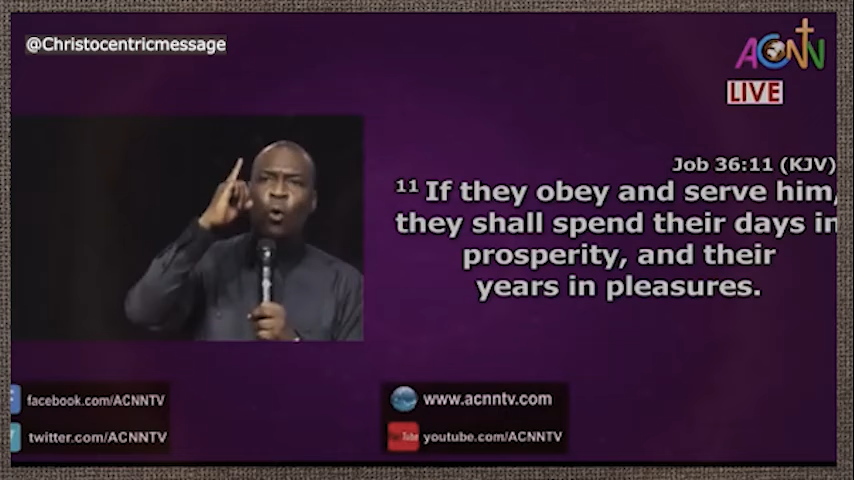 @Christocentricmessage
ACNN
LIVE
Job 36:11 (KJV)
11 If they obey and serve him,
they shall spend their days in
prosperity, and their
years in pleasures.
facebook.com/ACNNTV
www.acnntv.com
twitter.com/ACNNTV
YouTube
youtube.com/ACNNTV